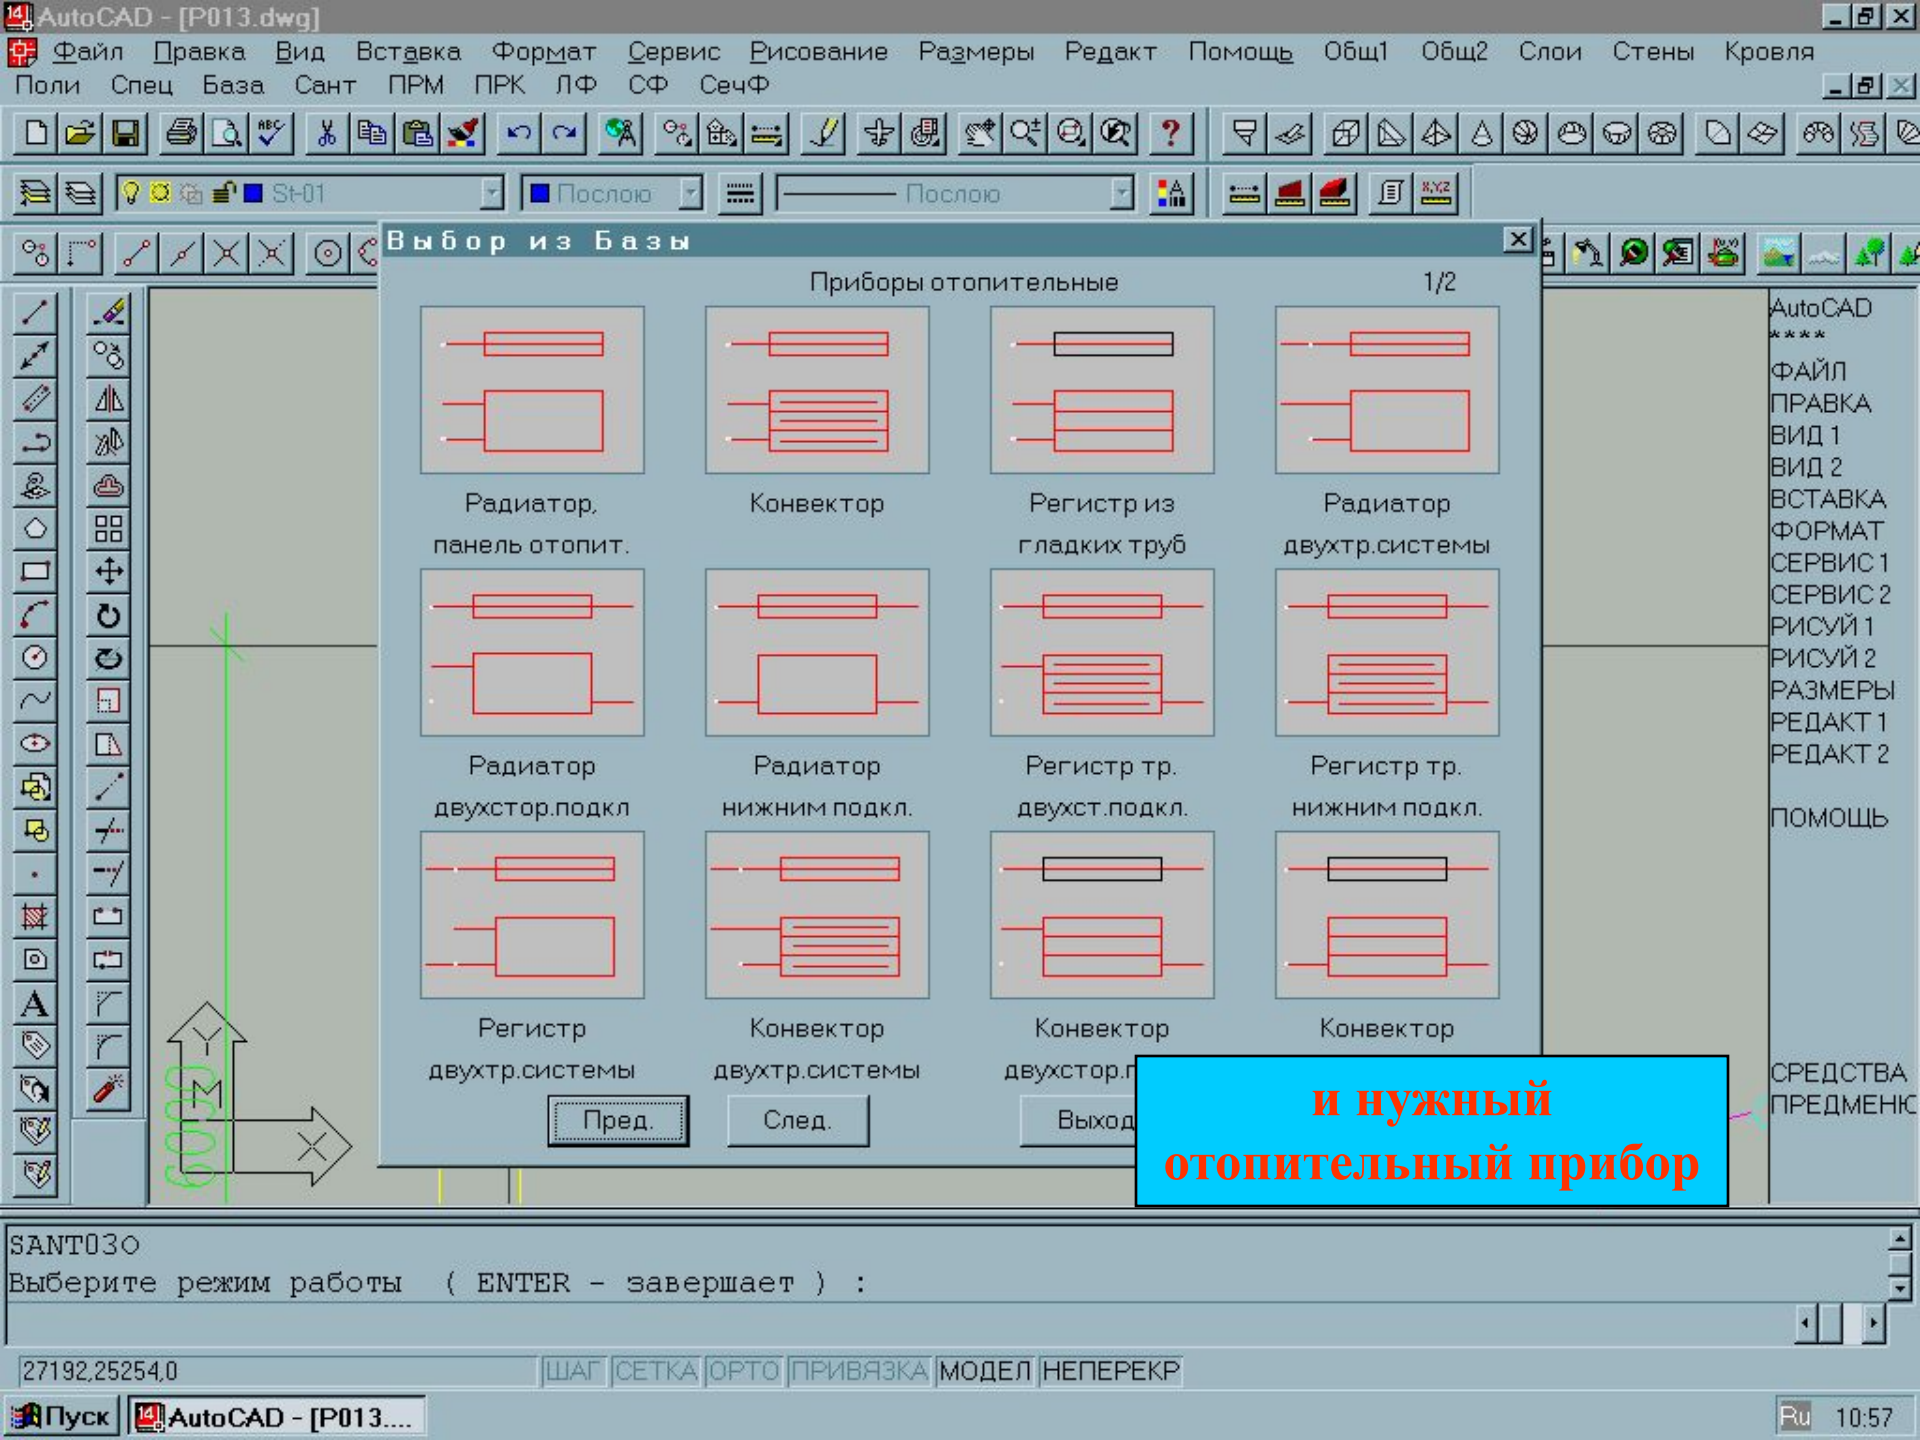 AutoCAD - [P013.dwg]
Файл Правка Вид Вставка Формат Сервис Рисование Размеры Редакт Помощь Общ1 Общ2 Слои Стены Кровля
Поли Спец База Сант ПРМ ПРК ЛФ СФ СечФ
St-01
Послою
Послою
Выбор из Базы
Приборы отопительные 1/2
Радиатор, Конвектор Регистр из Радиатор
панель отопит. гладких труб двухтр.системы
Радиатор Радиатор Регистр тр. Регистр тр.
двухстор.подкл нижним подкл. двухст.подкл. нижним подкл.
Регистр Конвектор Конвектор Конвектор
двухтр.системы двухтр.системы двухстор.п
Пред. След. Выход
и нужный
отопительный прибор
AutoCAD
****
ФАЙЛ
ПРАВКА
ВИД 1
ВИД 2
ВСТАВКА
ФОРМАТ
СЕРВИС 1
СЕРВИС 2
РИСУЙ 1
РИСУЙ 2
РАЗМЕРЫ
РЕДАКТ 1
РЕДАКТ 2
ПОМОЩЬ
СРЕДСТВА
ПРЕДМЕНЮ
Y
M
X
SANT03O
Выберите режим работы ( ENTER - завершает ) :
27192,25254,0 ШАГ СЕТКА ОРТО ПРИВЯЗКА МОДЕЛ НЕПЕРЕКР
Пуск AutoCAD - [P013.... Ru 10:57